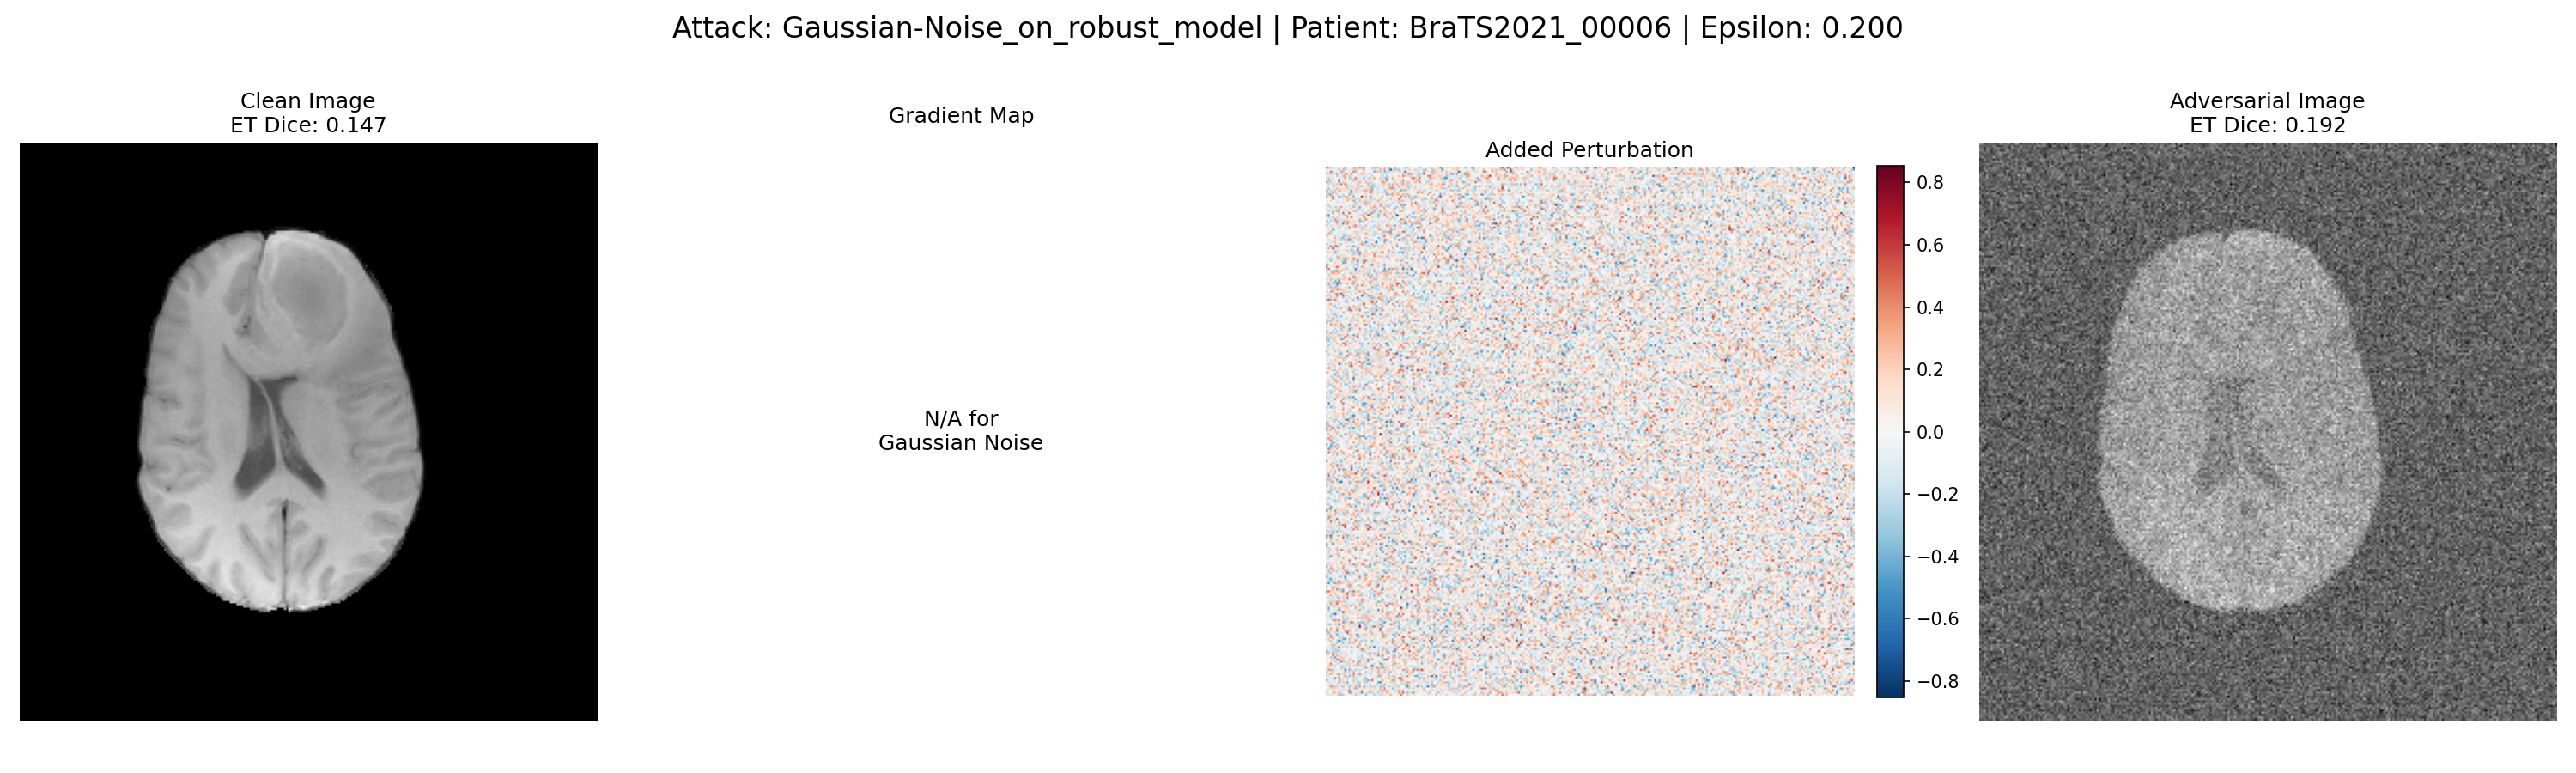 Attack: Gaussian-Noise_on_robust_model | Patient: BraTS2021_00006 | Epsilon: 0.200
Clean Image
ET Dice: 0.147
Gradient Map
N/A for
Gaussian Noise
Added Perturbation
0.8
0.6
0.4
0.2
0.0
−0.2
−0.4
−0.6
−0.8
Adversarial Image
ET Dice: 0.192